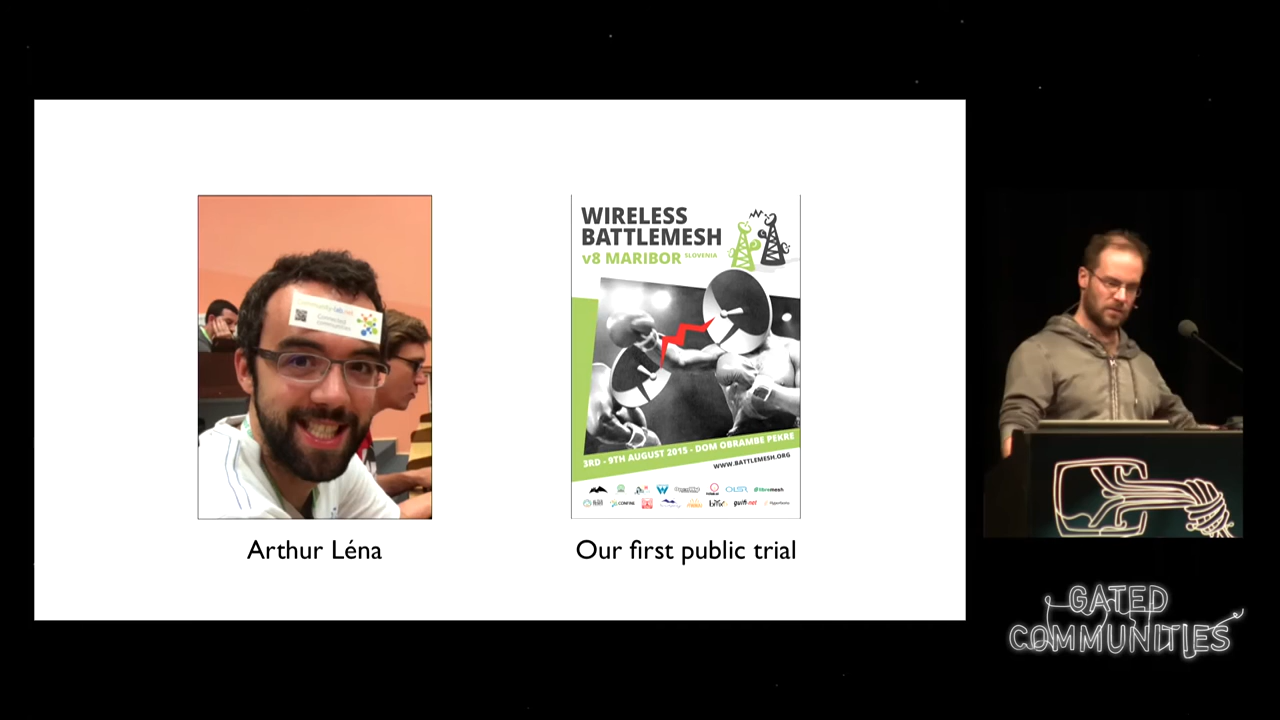 WIRELESS
BATTLEMESH
v8 MARIBOR SLOVENIA
3RD - 9TH AUGUST 2015 - DOM OBRAMBE PEKRE
WWW.BATTLEMESH.ORG
Arthur Léna
Our first public trial
GATED
COMMUNITIES